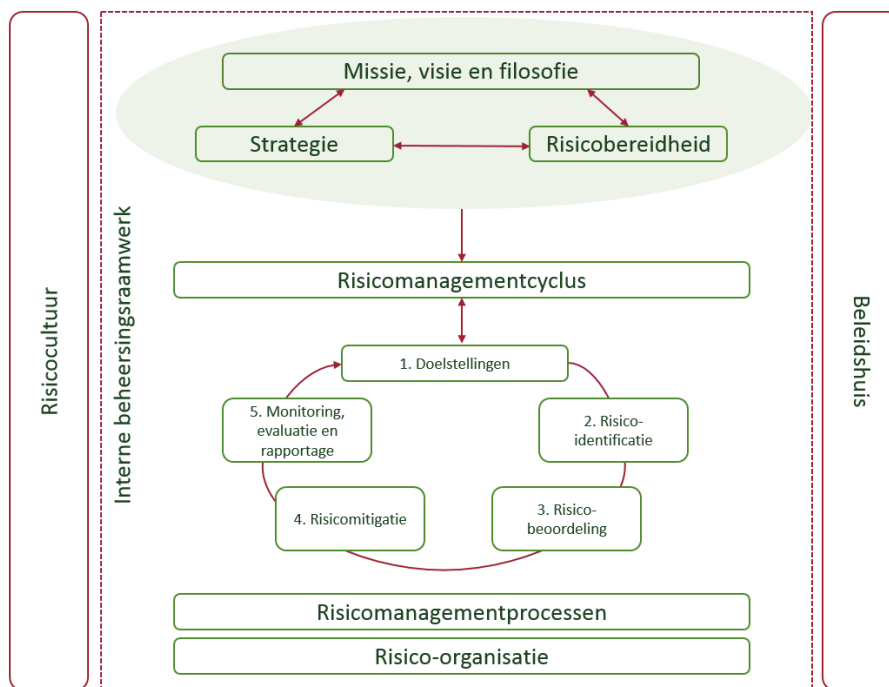 Missie, visie en filosofie
Strategie
Risicobereidheid
Risicocultuur
Interne beheersingsraamwerk
Beleidshuis
Risicomanagementcyclus
1. Doelstellingen
2. Risico-
identificatie
3. Risico-
beoordeling
4. Risicomitigatie
5. Monitoring,
evaluatie en
rapportage
Risicomanagementprocessen
Risico-organisatie